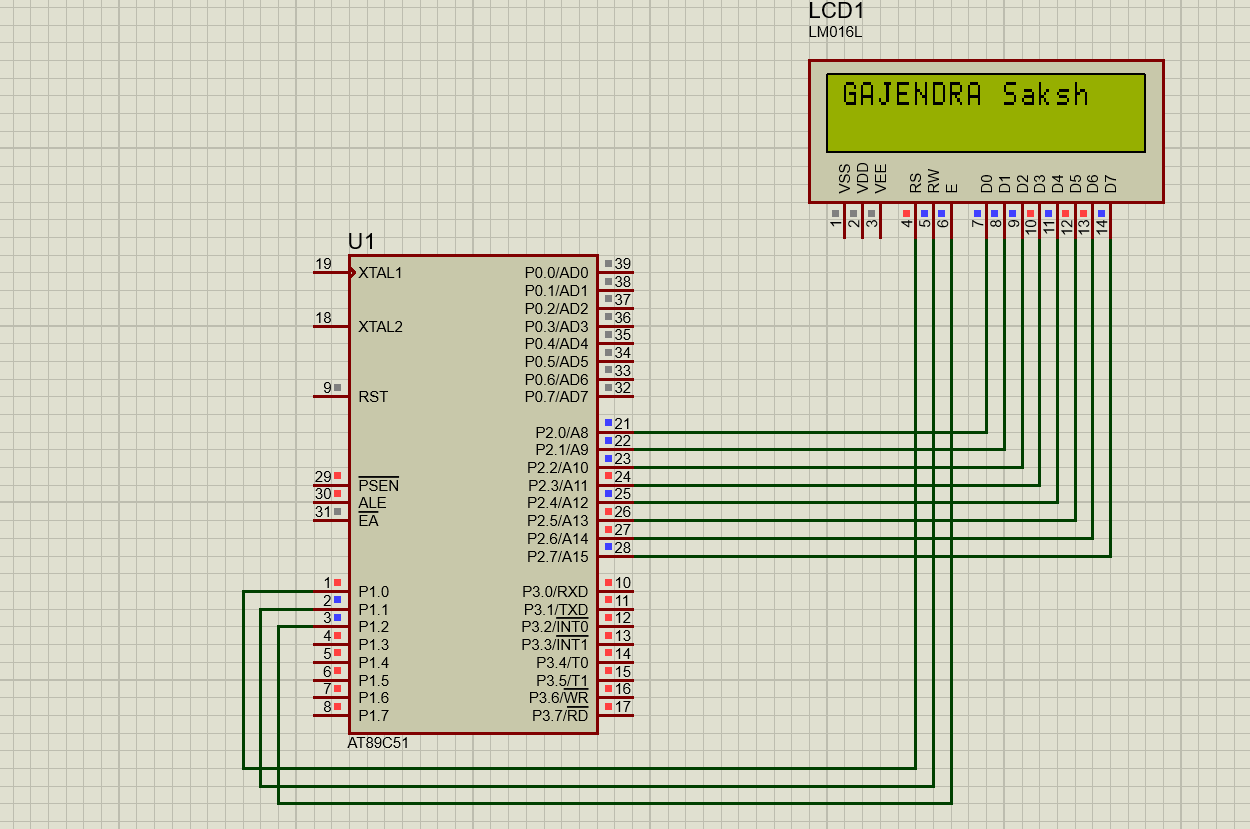 LCD1
LM016L
GAJENDRA Saksh
VSS VDD VEE RS RW E D0 D1 D2 D3 D4 D5 D6 D7
1 2 3 4 5 6 7 8 9 10 11 12 13 14
U1
19 XTAL1 P0.0/AD0 39
P0.1/AD1 38
P0.2/AD2 37
18 XTAL2 P0.3/AD3 36
P0.4/AD4 35
P0.5/AD5 34
P0.6/AD6 33
9 RST P0.7/AD7 32
P2.0/A8 21
P2.1/A9 22
P2.2/A10 23
29 PSEN P2.3/A11 24
30 ALE P2.4/A12 25
31 EA P2.5/A13 26
P2.6/A14 27
P2.7/A15 28
1 P1.0 P3.0/RXD 10
2 P1.1 P3.1/TXD 11
3 P1.2 P3.2/INT0 12
4 P1.3 P3.3/INT1 13
5 P1.4 P3.4/T0 14
6 P1.5 P3.5/T1 15
7 P1.6 P3.6/WR 16
8 P1.7 P3.7/RD 17
AT89C51